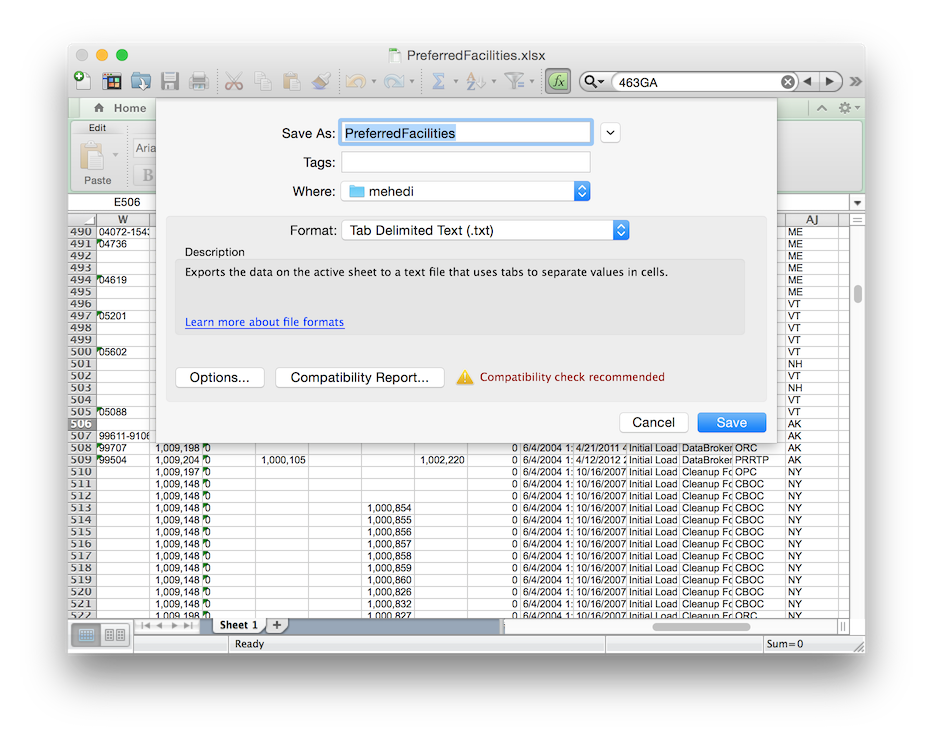 PreferredFacilities.xlsx
fx 463GA
Home
Edit
Paste
Aria
B
E506
Save As: PreferredFacilities
Tags:
Where: mehedi
Format: Tab Delimited Text (.txt)
Description
Exports the data on the active sheet to a text file that uses tabs to separate values in cells.
Learn more about file formats
Options... Compatibility Report... Compatibility check recommended
Cancel Save
W AJ
490 04072-1543 ME
491 04736 ME
492 ME
493 ME
494 04619 ME
495 ME
496 VT
497 05201 VT
498 VT
499 VT
500 05602 VT
501 NH
502 VT
503 NH
504 VT
505 05088 VT
506 AK
507 99611-9106 AK
508 99707 1,009,198 0 0 6/4/2004 1: 4/21/2011 4 Initial Load DataBroker ORC AK
509 99504 1,009,204 0 1,000,105 1,002,220 0 6/4/2004 1: 4/12/2012 2 Initial Load DataBroker PRRTP AK
510 1,009,197 0 0 6/4/2004 1: 10/16/2007 Initial Load Cleanup Fo OPC NY
511 1,009,148 0 0 6/4/2004 1: 10/16/2007 Initial Load Cleanup Fo CBOC NY
512 1,009,148 0 0 6/4/2004 1: 10/16/2007 Initial Load Cleanup Fo CBOC NY
513 1,009,148 0 1,000,854 0 6/4/2004 1: 10/16/2007 Initial Load Cleanup Fo CBOC NY
514 1,009,148 0 1,000,855 0 6/4/2004 1: 10/16/2007 Initial Load Cleanup Fo CBOC NY
515 1,009,148 0 1,000,856 0 6/4/2004 1: 10/16/2007 Initial Load Cleanup Fo CBOC NY
516 1,009,148 0 1,000,857 0 6/4/2004 1: 10/16/2007 Initial Load Cleanup Fo CBOC NY
517 1,009,148 0 1,000,858 0 6/4/2004 1: 10/16/2007 Initial Load Cleanup Fo CBOC NY
518 1,009,148 0 1,000,859 0 6/4/2004 1: 10/16/2007 Initial Load Cleanup Fo CBOC NY
519 1,009,148 0 1,000,860 0 6/4/2004 1: 10/16/2007 Initial Load Cleanup Fo CBOC NY
520 1,009,148 0 1,000,826 0 6/4/2004 1: 10/16/2007 Initial Load Cleanup Fo CBOC NY
521 1,009,148 0 1,000,832 0 6/4/2004 1: 10/16/2007 Initial Load Cleanup Fo CBOC NY
522 1,009,198 0 1,000,827 0 6/4/2004 1: 10/16/2007 Initial Load Cleanup Fo ORC NY
Sheet 1
Ready Sum=0